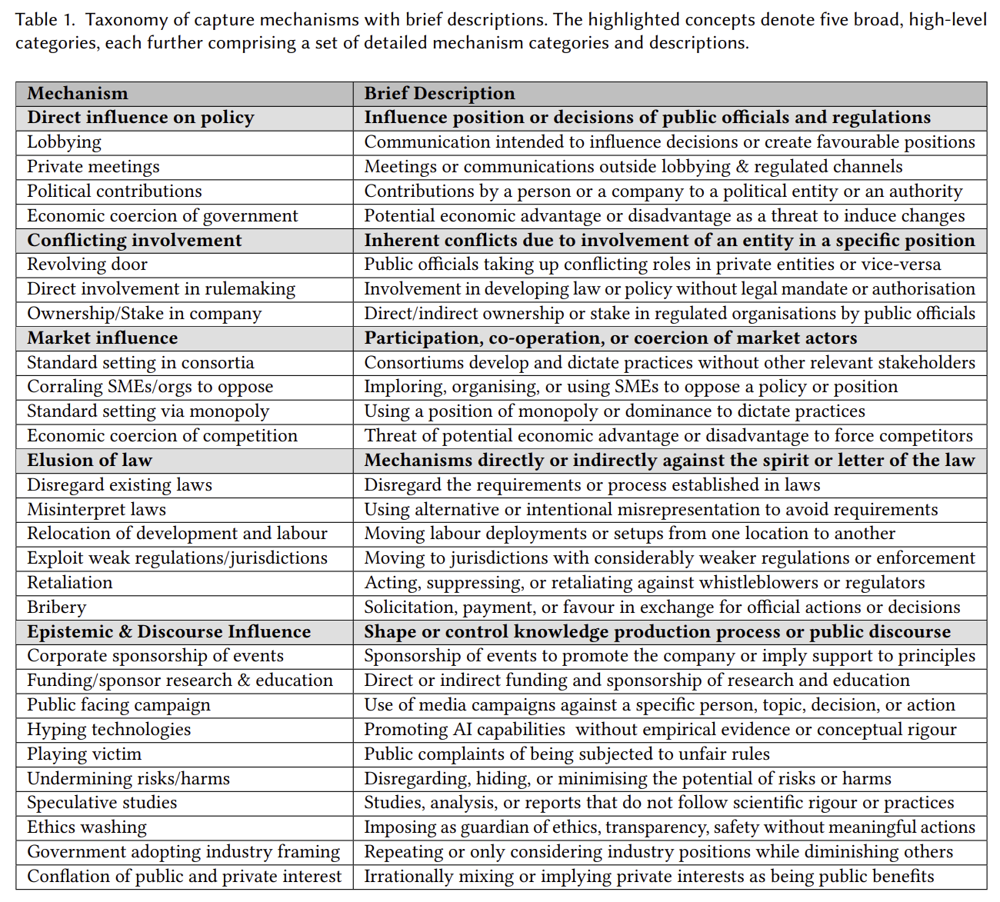 Table 1. Taxonomy of capture mechanisms with brief descriptions. The highlighted concepts denote five broad, high-level
categories, each further comprising a set of detailed mechanism categories and descriptions.
Mechanism Brief Description
Direct influence on policy Influence position or decisions of public officials and regulations
Lobbying Communication intended to influence decisions or create favourable positions
Private meetings Meetings or communications outside lobbying & regulated channels
Political contributions Contributions by a person or a company to a political entity or an authority
Economic coercion of government Potential economic advantage or disadvantage as a threat to induce changes
Conflicting involvement Inherent conflicts due to involvement of an entity in a specific position
Revolving door Public officials taking up conflicting roles in private entities or vice-versa
Direct involvement in rulemaking Involvement in developing law or policy without legal mandate or authorisation
Ownership/Stake in company Direct/indirect ownership or stake in regulated organisations by public officials
Market influence Participation, co-operation, or coercion of market actors
Standard setting in consortia Consortiums develop and dictate practices without other relevant stakeholders
Corraling SMEs/orgs to oppose Imploring, organising, or using SMEs to oppose a policy or position
Standard setting via monopoly Using a position of monopoly or dominance to dictate practices
Economic coercion of competition Threat of potential economic advantage or disadvantage to force competitors
Elusion of law Mechanisms directly or indirectly against the spirit or letter of the law
Disregard existing laws Disregard the requirements or process established in laws
Misinterpret laws Using alternative or intentional misrepresentation to avoid requirements
Relocation of development and labour Moving labour deployments or setups from one location to another
Exploit weak regulations/jurisdictions Moving to jurisdictions with considerably weaker regulations or enforcement
Retaliation Acting, suppressing, or retaliating against whistleblowers or regulators
Bribery Solicitation, payment, or favour in exchange for official actions or decisions
Epistemic & Discourse Influence Shape or control knowledge production process or public discourse
Corporate sponsorship of events Sponsorship of events to promote the company or imply support to principles
Funding/sponsor research & education Direct or indirect funding and sponsorship of research and education
Public facing campaign Use of media campaigns against a specific person, topic, decision, or action
Hyping technologies Promoting AI capabilities without empirical evidence or conceptual rigour
Playing victim Public complaints of being subjected to unfair rules
Undermining risks/harms Disregarding, hiding, or minimising the potential of risks or harms
Speculative studies Studies, analysis, or reports that do not follow scientific rigour or practices
Ethics washing Imposing as guardian of ethics, transparency, safety without meaningful actions
Government adopting industry framing Repeating or only considering industry positions while diminishing others
Conflation of public and private interest Irrationally mixing or implying private interests as being public benefits